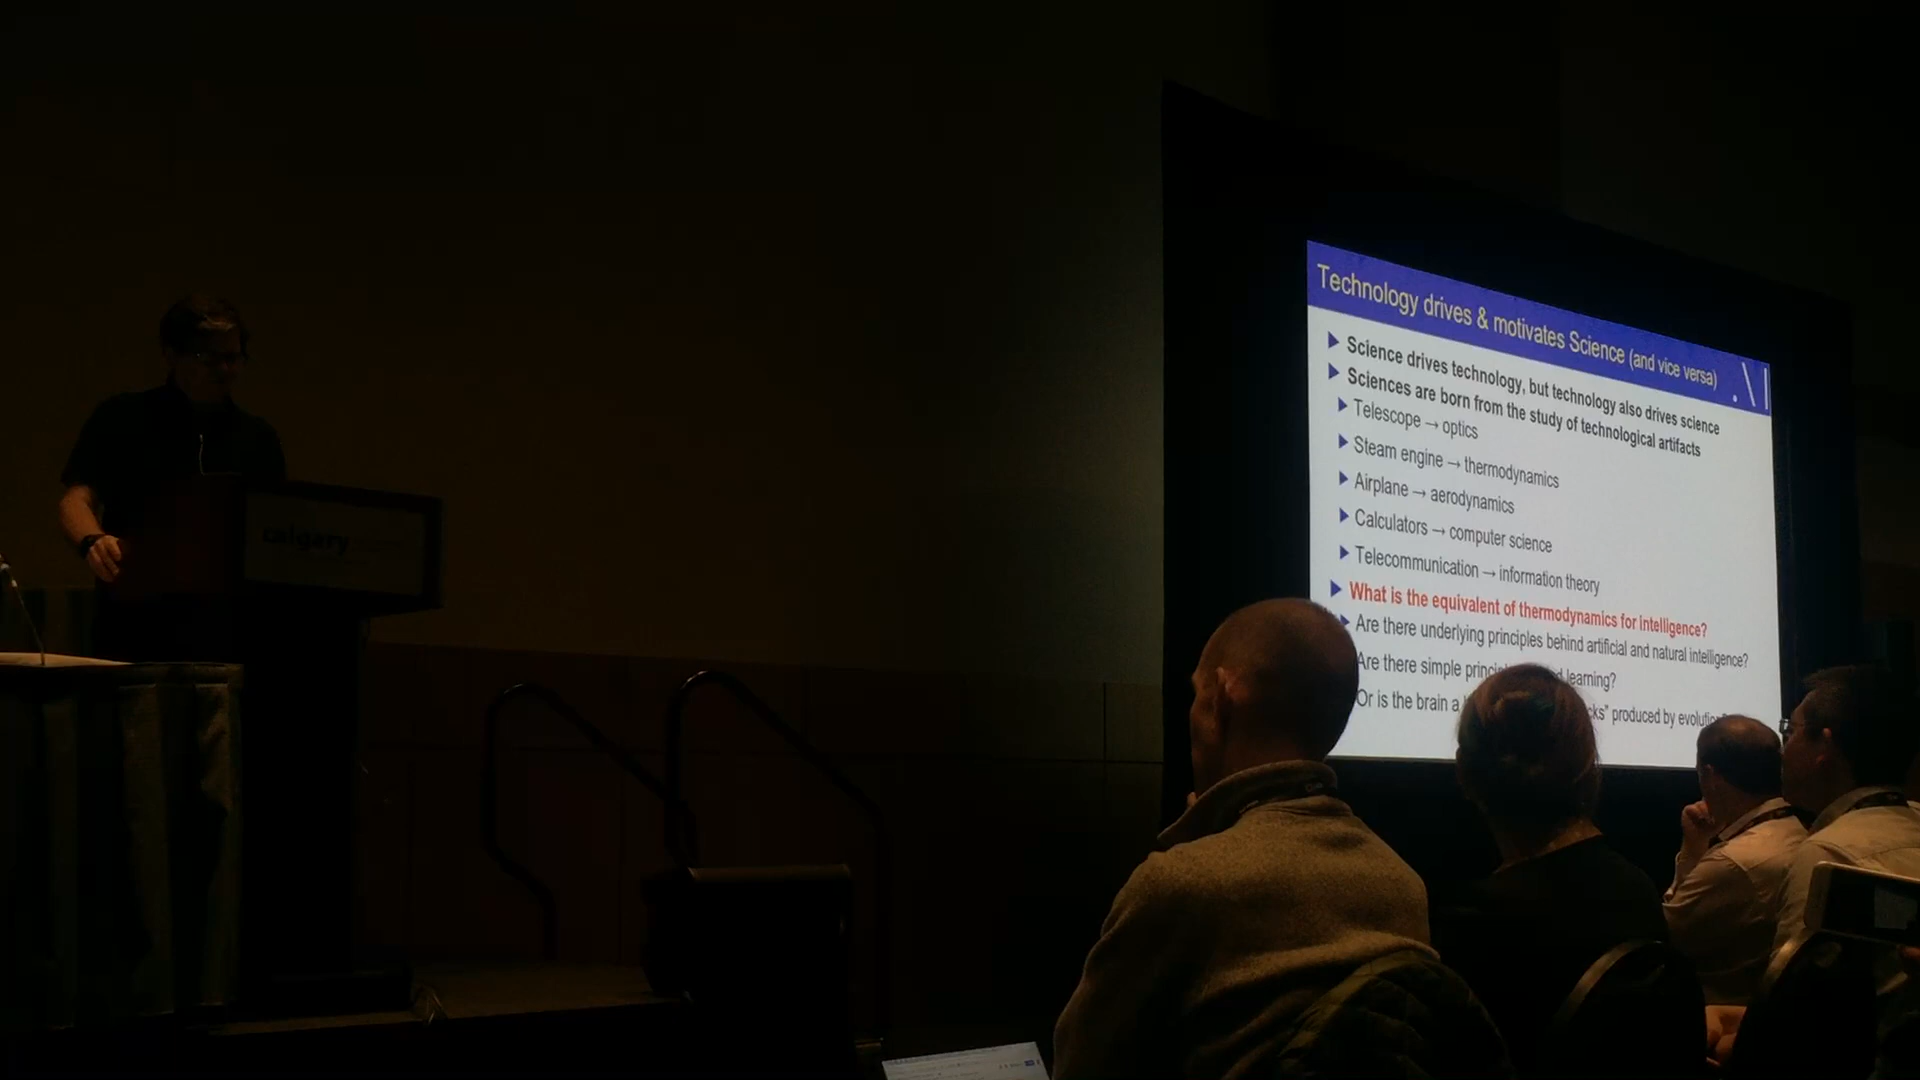 Technology drives & motivates Science (and vice versa)
Science drives technology, but technology also drives science
Sciences are born from the study of technological artifacts
Telescope → optics
Steam engine → thermodynamics
Airplane → aerodynamics
Calculators → computer science
Telecommunication → information theory
What is the equivalent of thermodynamics for intelligence?
Are there underlying principles behind artificial and natural intelligence?
Are there simple learning?
Or is the brain a produced by
calgary